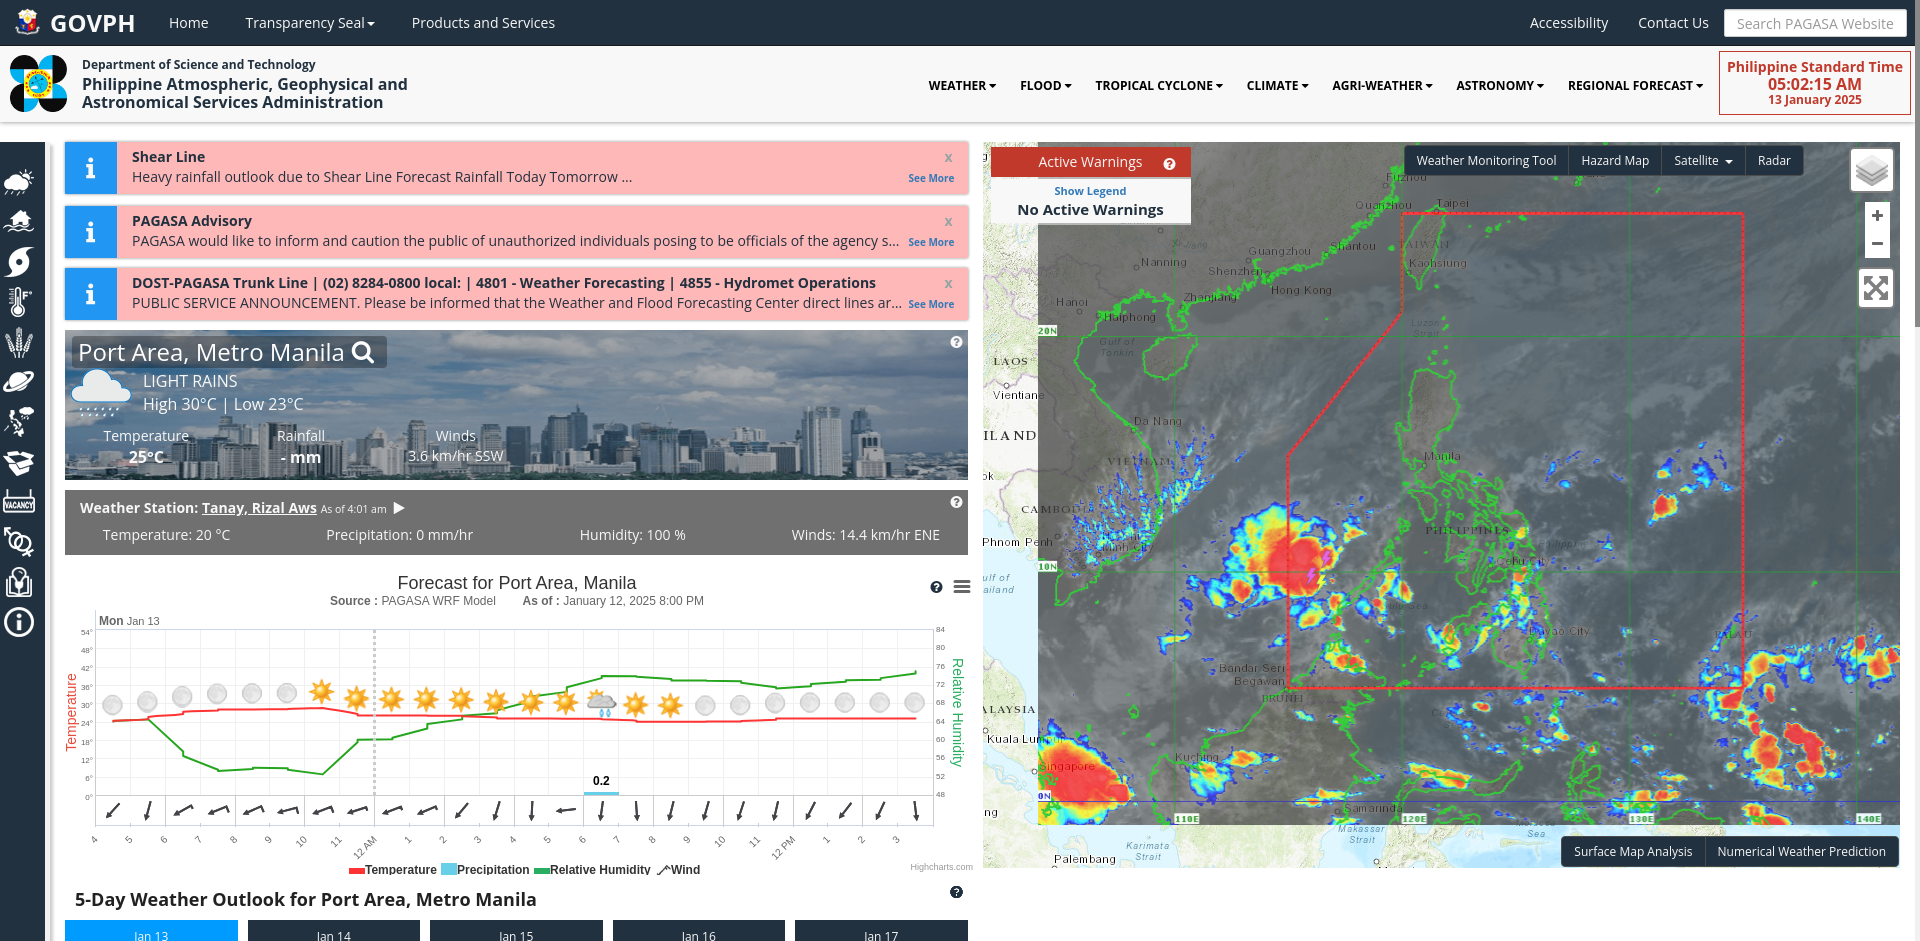 GOVPH
Home
Transparency Seal
Products and Services
Accessibility
Contact Us
Search PAGASA Website
Department of Science and Technology
Philippine Atmospheric, Geophysical and
Astronomical Services Administration
WEATHER
FLOOD
TROPICAL CYCLONE
CLIMATE
AGRI-WEATHER
ASTRONOMY
REGIONAL FORECAST
Philippine Standard Time
05:02:15 AM
13 January 2025
Shear Line
x
Heavy rainfall outlook due to Shear Line Forecast Rainfall Today Tomorrow ...
See More
PAGASA Advisory
x
PAGASA would like to inform and caution the public of unauthorized individuals posing to be officials of the agency s...
See More
DOST-PAGASA Trunk Line | (02) 8284-0800 local: | 4801 - Weather Forecasting | 4855 - Hydromet Operations
x
PUBLIC SERVICE ANNOUNCEMENT. Please be informed that the Weather and Flood Forecasting Center direct lines ar...
See More
°F
VACANCY
Port Area, Metro Manila
LIGHT RAINS
High 30°C | Low 23°C
Temperature
Rainfall
Winds
25°C
- mm
3.6 km/hr SSW
Weather Station: Tanay, Rizal Aws As of 4:01 am
Temperature: 20 °C
Precipitation: 0 mm/hr
Humidity: 100 %
Winds: 14.4 km/hr ENE
Forecast for Port Area, Manila
Source : PAGASA WRF Model
As of : January 12, 2025 8:00 PM
Mon Jan 13
54°
48°
42°
36°
30°
24°
18°
12°
6°
0°
Temperature
84
80
76
72
68
64
60
56
52
48
Relative Humidity
0.2
4
5
6
7
8
9
10
11
12 AM
1
2
3
4
5
6
7
8
9
10
11
12 PM
1
2
3
Temperature
Precipitation
Relative Humidity
Wind
Highcharts.com
5-Day Weather Outlook for Port Area, Metro Manila
Jan 13
Jan 14
Jan 15
Jan 16
Jan 17
Active Warnings
Show Legend
No Active Warnings
Weather Monitoring Tool
Hazard Map
Satellite
Radar
+
−
Fuzhou
Quanzhou
Taipei
Guangzhou
Shantou
TAIWAN
Nanning
Shenzhen
Kaohsiung
Hong Kong
Hanoi
Zhanjiang
Haiphong
20N
Luzon
Strait
Gulf of
Tonkin
LAOS
Vientiane
Da Nang
ILAND
Manila
VIETNAM
ok
CAMBODIA
PHILIPPINES
Phnom Penh
Minh City
Cebu City
10N
ulf of
ailand
Davao City
PALAU
Bandar Seri
Begawan
BRUNEI
ALAYSIA
Kuala Lumpur
Kuching
Singapore
0N
ng
Samarinda
110E
120E
130E
140E
Makassar
Strait
Karimata
Strait
Sea
Palembang
Surface Map Analysis
Numerical Weather Prediction